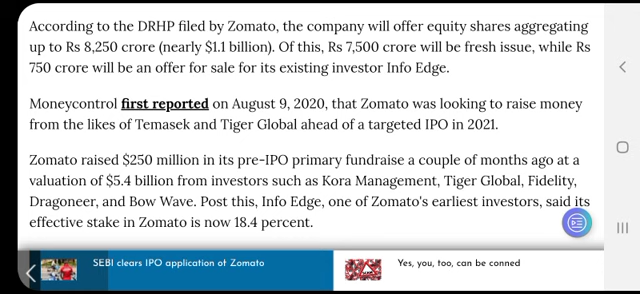 According to the DRHP filed by Zomato, the company will offer equity shares aggregating
up to Rs 8,250 crore (nearly $1.1 billion). Of this, Rs 7,500 crore will be fresh issue, while Rs
750 crore will be an offer for sale for its existing investor Info Edge.
Moneycontrol first reported on August 9, 2020, that Zomato was looking to raise money
from the likes of Temasek and Tiger Global ahead of a targeted IPO in 2021.
Zomato raised $250 million in its pre-IPO primary fundraise a couple of months ago at a
valuation of $5.4 billion from investors such as Kora Management, Tiger Global, Fidelity,
Dragoneer, and Bow Wave. Post this, Info Edge, one of Zomato's earliest investors, said its
effective stake in Zomato is now 18.4 percent.
SEBI clears IPO application of Zomato
Yes, you, too, can be conned